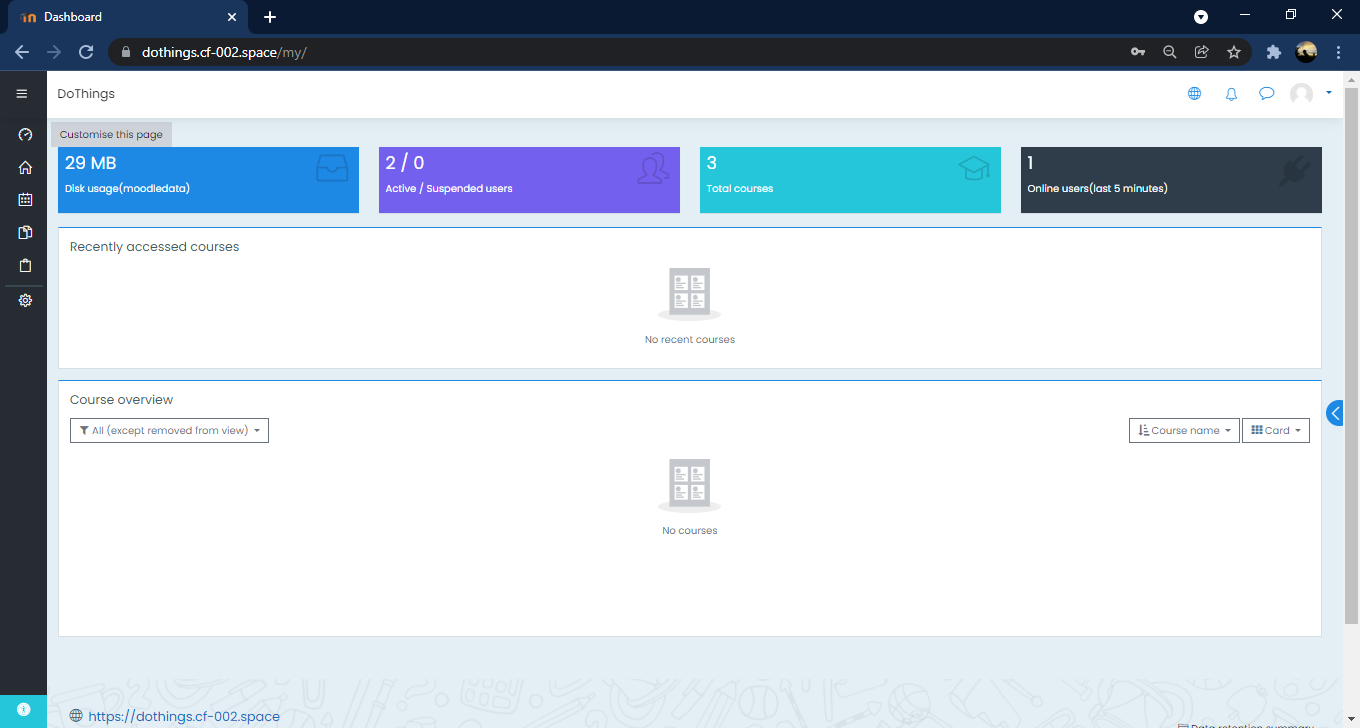 Dashboard
dothings.cf-002.space/my/
DoThings
Customise this page
29 MB
Disk usage(moodledata)
2 / 0
Active / Suspended users
3
Total courses
1
Online users(last 5 minutes)
Recently accessed courses
No recent courses
Course overview
All (except removed from view)
Course name
Card
No courses
https://dothings.cf-002.space
Data retention summary